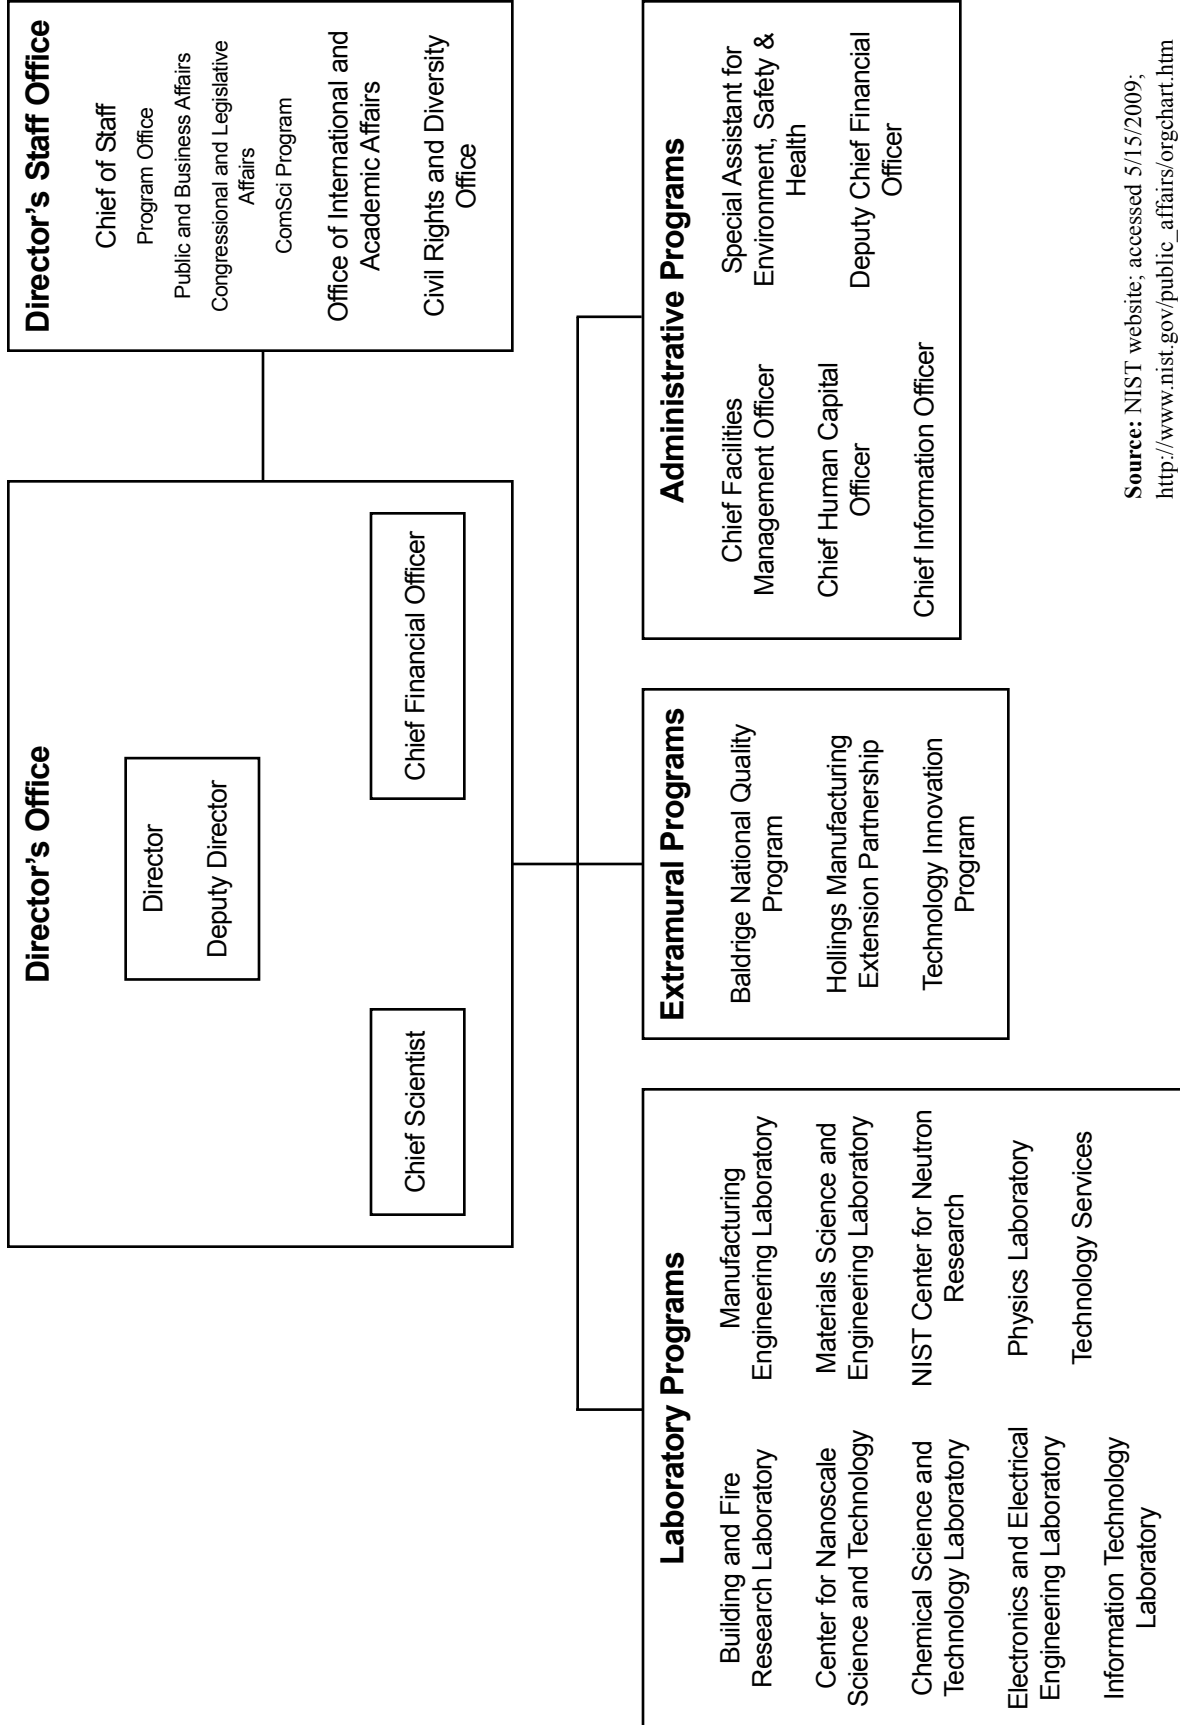 Director's Office
Director
Deputy Director
Chief Scientist
Chief Financial Officer
Director's Staff Office
Chief of Staff
Program Office
Public and Business Affairs
Congressional and Legislative
Affairs
ComSci Program
Office of International and
Academic Affairs
Civil Rights and Diversity
Office
Laboratory Programs
Building and Fire
Research Laboratory
Center for Nanoscale
Science and Technology
Chemical Science and
Technology Laboratory
Electronics and Electrical
Engineering Laboratory
Information Technology
Laboratory
Manufacturing
Engineering Laboratory
Materials Science and
Engineering Laboratory
NIST Center for Neutron
Research
Physics Laboratory
Technology Services
Extramural Programs
Baldrige National Quality
Program
Hollings Manufacturing
Extension Partnership
Technology Innovation
Program
Administrative Programs
Chief Facilities
Management Officer
Chief Human Capital
Officer
Chief Information Officer
Special Assistant for
Environment, Safety &
Health
Deputy Chief Financial
Officer
Source: NIST website; accessed 5/15/2009;
http://www.nist.gov/public_affairs/orgchart.htm